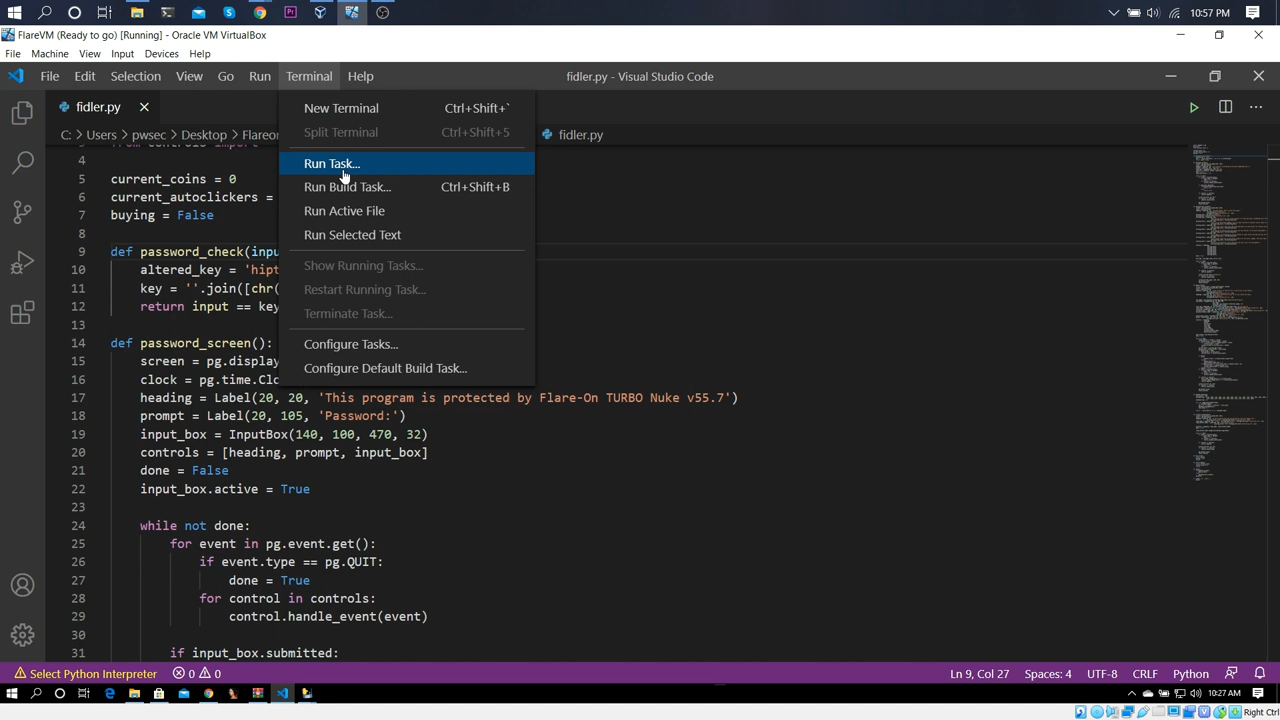 10:57 PM
FlareVM (Ready to go) [Running] - Oracle VM VirtualBox
File Machine View Input Devices Help
File Edit Selection View Go Run Terminal Help
fidler.py - Visual Studio Code
fidler.py
C: > Users > pwsec > Desktop > Flareon
fidler.py
New Terminal Ctrl+Shift+`
Split Terminal Ctrl+Shift+5
Run Task...
Run Build Task... Ctrl+Shift+B
Run Active File
Run Selected Text
Show Running Tasks...
Restart Running Task...
Terminate Task...
Configure Tasks...
Configure Default Build Task...
4
5 current_coins = 0
6 current_autoclickers =
7 buying = False
8
9 def password_check(inpu
10 altered_key = 'hipt
11 key = ''.join([chr(
12 return input == key
13
14 def password_screen():
15 screen = pg.displa
16 clock = pg.time.Clo
17 heading = Label(20, 20, 'This program is protected by Flare-On TURBO Nuke v55.7')
18 prompt = Label(20, 105, 'Password:')
19 input_box = InputBox(140, 470, 32)
20 controls = [heading, prompt, input_box]
21 done = False
22 input_box.active = True
23
24 while not done:
25 for event in pg.event.get():
26 if event.type == pg.QUIT:
27 done = True
28 for control in controls:
29 control.handle_event(event)
30
31 if input_box.submitted:
Select Python Interpreter 0 0 Ln 9, Col 27 Spaces: 4 UTF-8 CRLF Python
10:27 AM
Right Ctrl